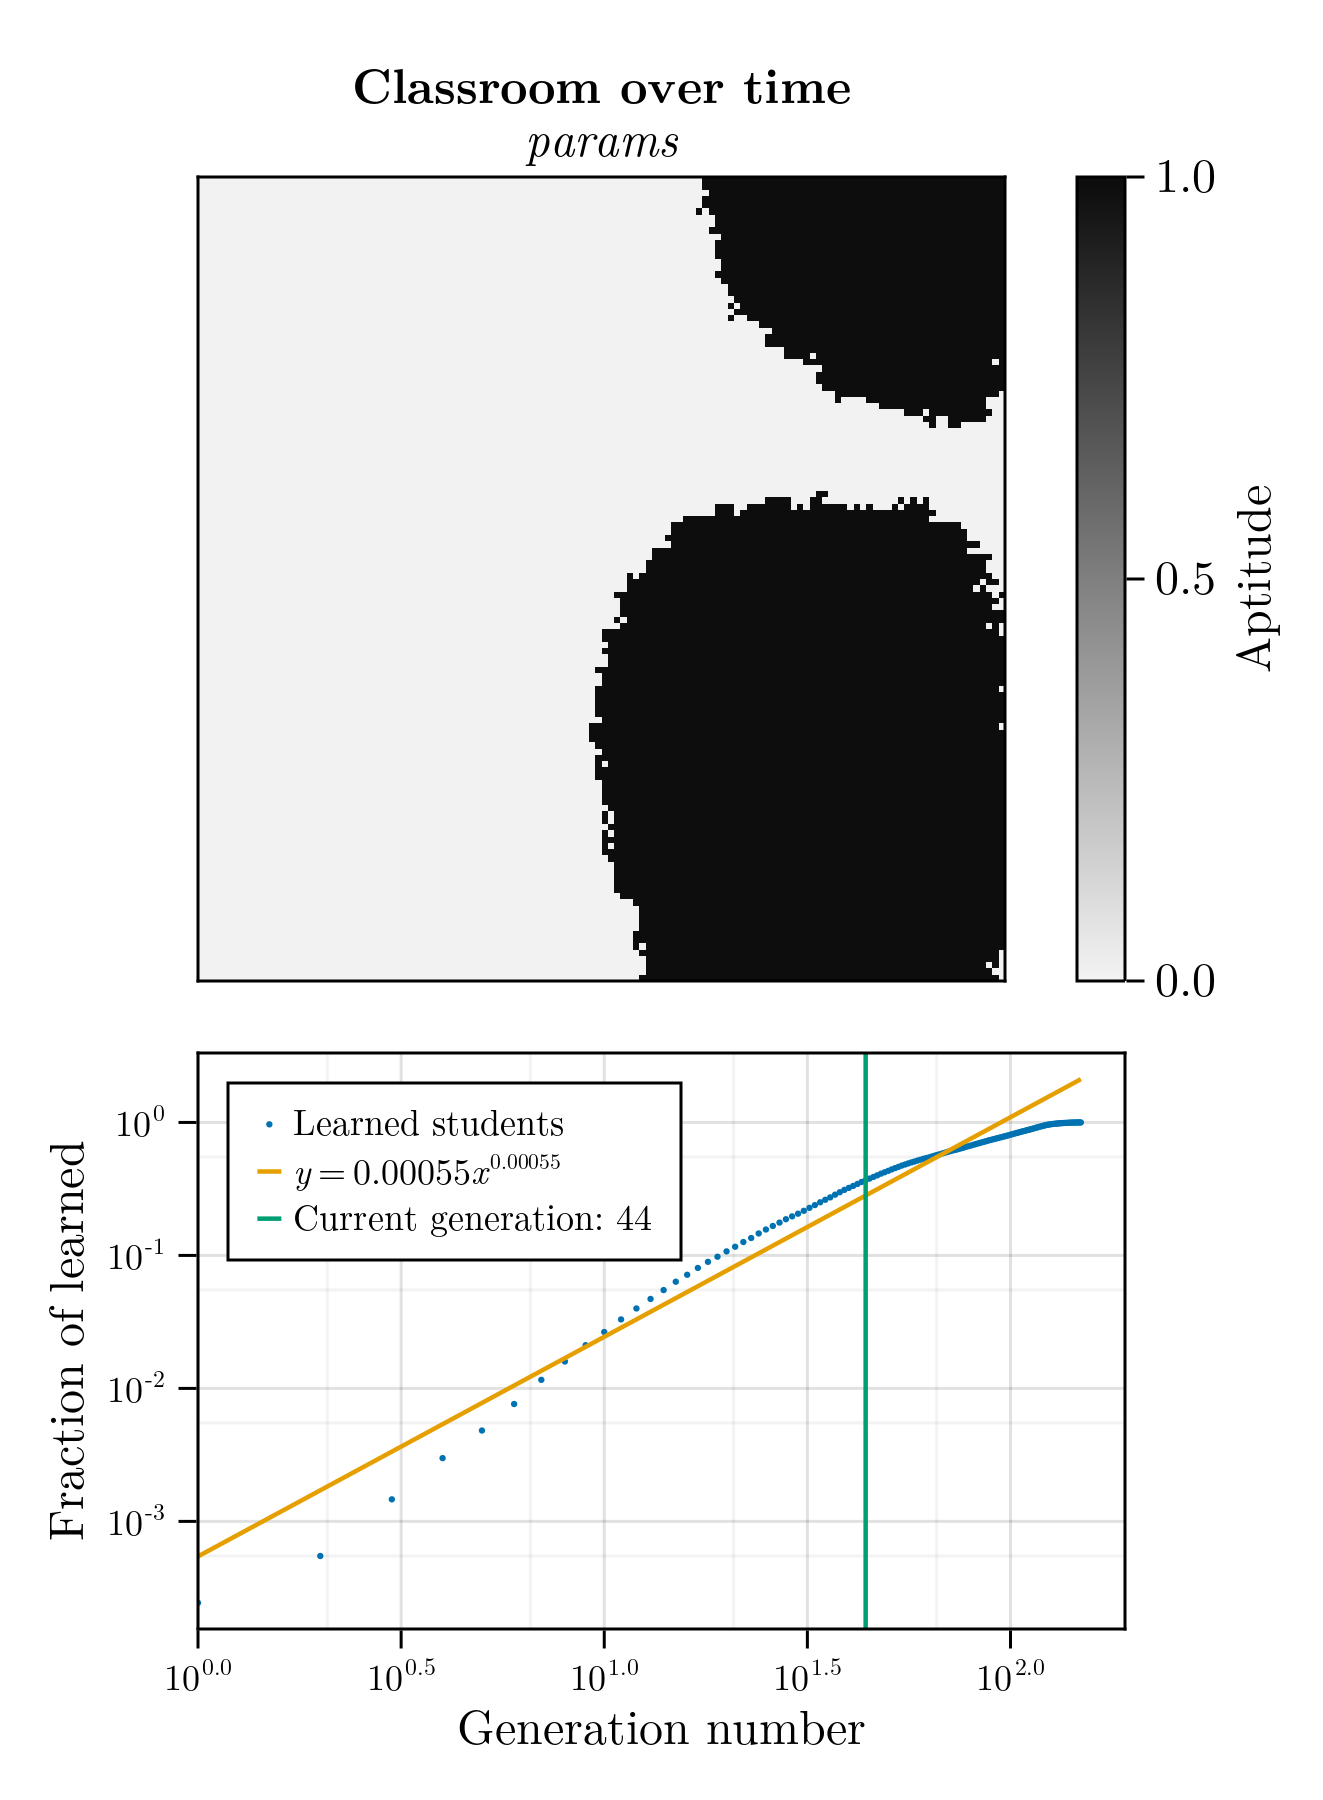 Classroom over time
params
1.0
0.5
0.0
Aptitude
Learned students
y = 0.00055x^0.00055
Current generation: 44
10^0
10^-1
10^-2
10^-3
Fraction of learned
10^0.0 10^0.5 10^1.0 10^1.5 10^2.0
Generation number